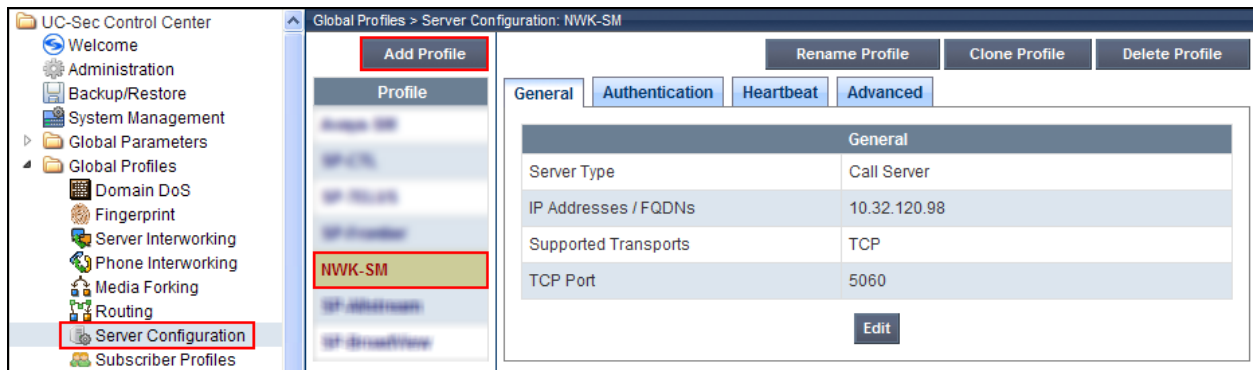 UC-Sec Control Center
Welcome
Administration
Backup/Restore
System Management
Global Parameters
Global Profiles
Domain DoS
Fingerprint
Server Interworking
Phone Interworking
Media Forking
Routing
Server Configuration
Subscriber Profiles
Global Profiles > Server Configuration: NWK-SM
Add Profile
Rename Profile Clone Profile Delete Profile
Profile
NWK-SM
General Authentication Heartbeat Advanced
General
Server Type Call Server
IP Addresses / FQDNs 10.32.120.98
Supported Transports TCP
TCP Port 5060
Edit